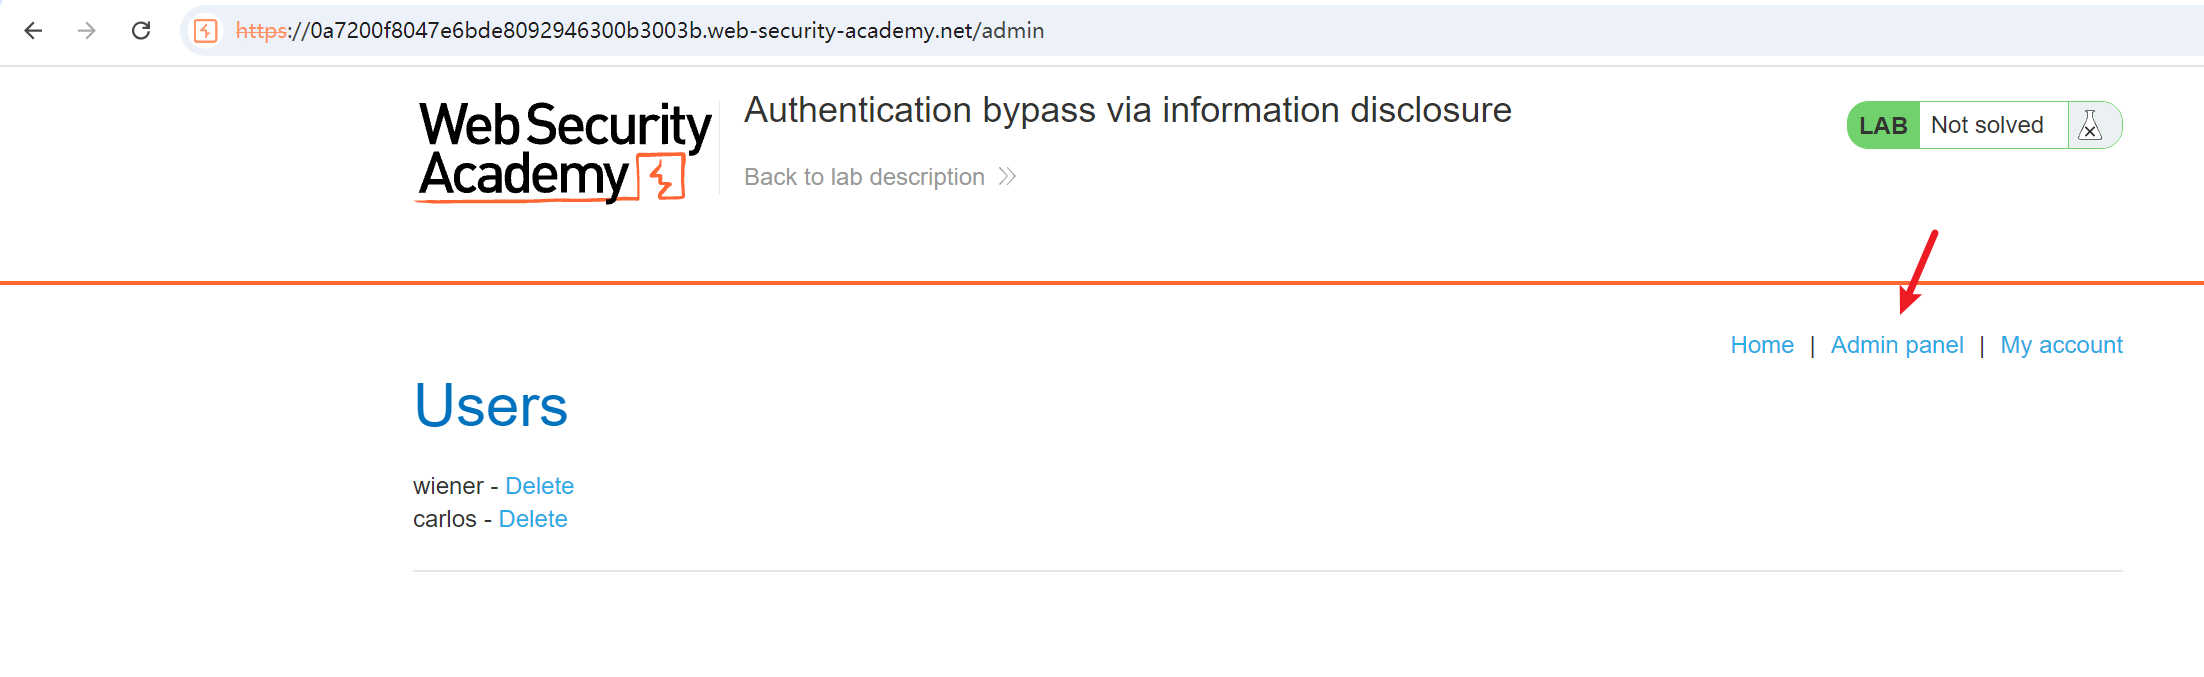 https://0a7200f8047e6bde8092946300b3003b.web-security-academy.net/admin
Web Security
Academy
Authentication bypass via information disclosure
Back to lab description
LAB Not solved
Home | Admin panel | My account
Users
wiener - Delete
carlos - Delete